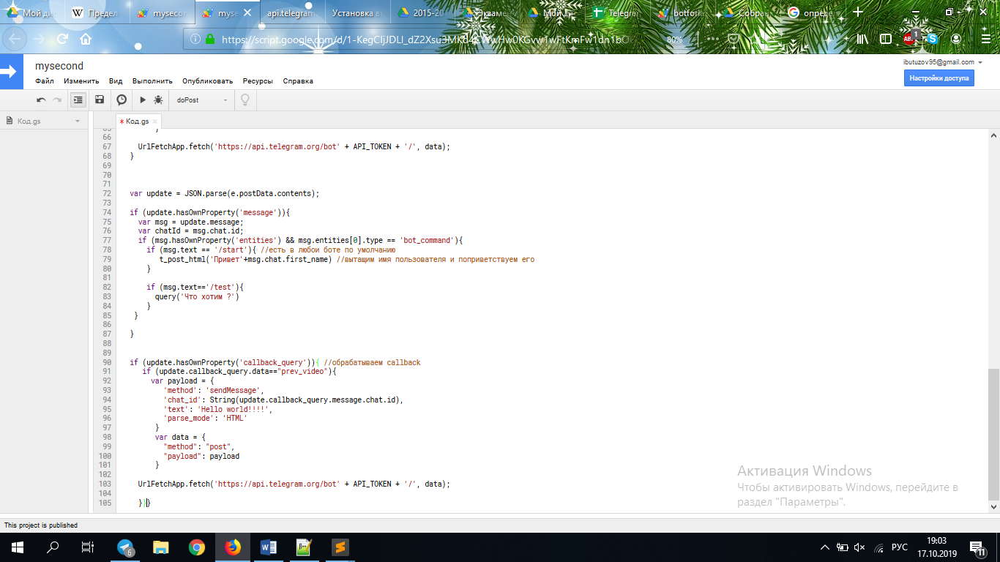 Мой ди
Предел
mysecon
myse
api.telegram
Установка в
2015-20
Экзамен
Мой Д
Telegra
botforla
Собран
опреде
80%
1
mysecond
ibutuzov95@gmail.com
Файл Изменить Вид Выполнить Опубликовать Ресурсы Справка
Настройки доступа
doPost
Код.gs
* Код.gs
65 }
66
67 UrlFetchApp.fetch('https://api.telegram.org/bot' + API_TOKEN + '/', data);
68 }
69
70
71
72 var update = JSON.parse(e.postData.contents);
73
74 if (update.hasOwnProperty('message')){
75 var msg = update.message;
76 var chatId = msg.chat.id;
77 if (msg.hasOwnProperty('entities') && msg.entities[0].type == 'bot_command'){
78 if (msg.text == '/start'){ //есть в любои боте по умолчанию
79 t_post_html('Привет'+msg.chat.first_name) //вытащим имя пользователя и поприветствуем его
80 }
81
82 if (msg.text=='/test'){
83 query('Что хотим ?')
84 }
85 }
86
87 }
88
89
90 if (update.hasOwnProperty('callback_query')){ //обрабатываем callback
91 if (update.callback_query.data=="prev_video"){
92 var payload = {
93 'method': 'sendMessage',
94 'chat_id': String(update.callback_query.message.chat.id),
95 'text': 'Hello world!!!!',
96 'parse_mode': 'HTML'
97 }
98 var data = {
99 "method": "post",
100 "payload": payload
101 }
102
103 UrlFetchApp.fetch('https://api.telegram.org/bot' + API_TOKEN + '/', data);
104
105 }}}
Активация Windows
Чтобы активировать Windows, перейдите в
раздел "Параметры".
This project is published
6
РУС
19:03
17.10.2019
11